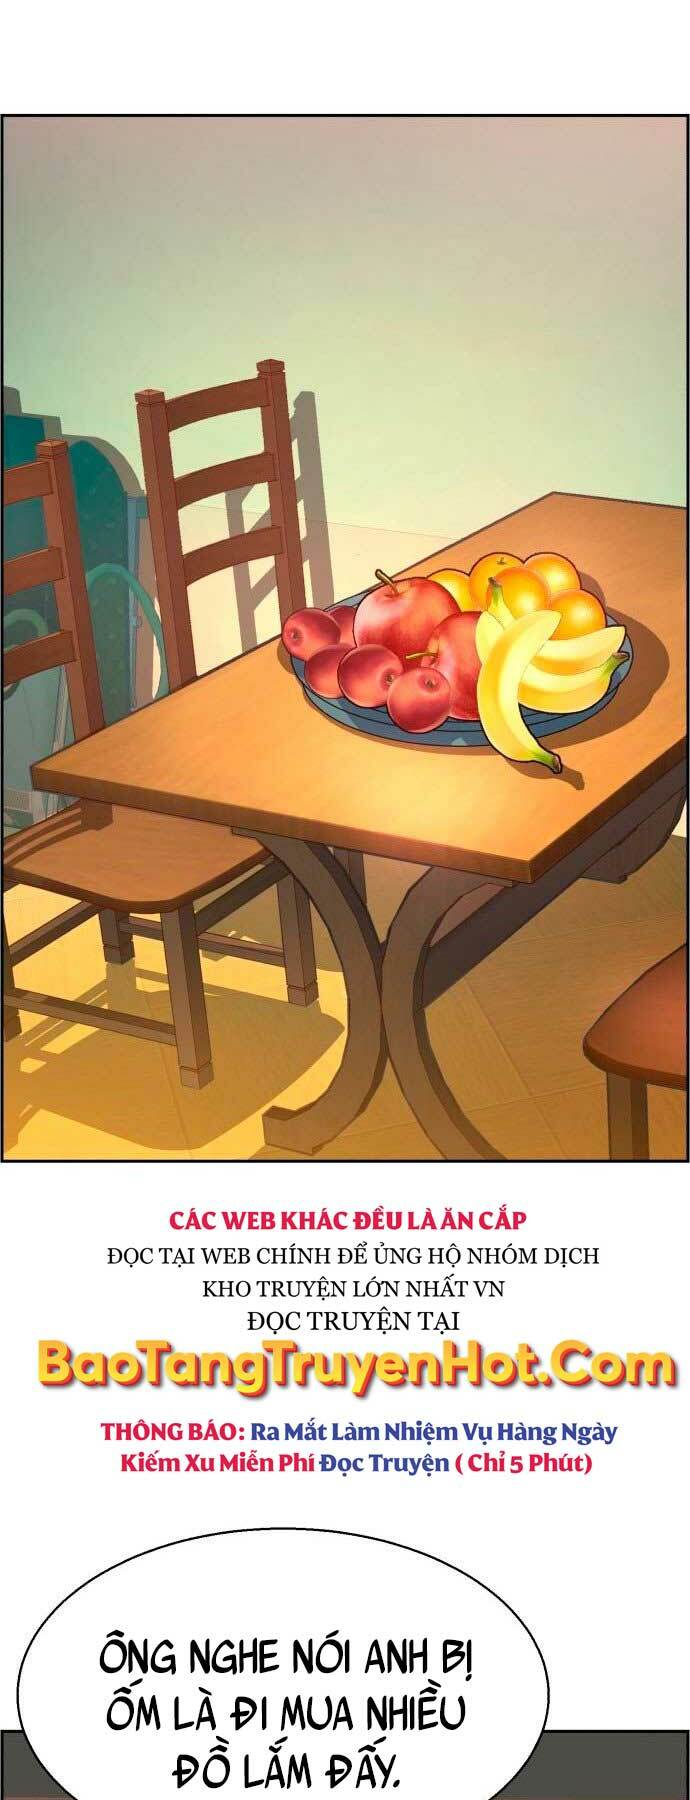 CÁC WEB KHÁC ĐỀU LÀ ĂN CẮP
ĐỌC TẠI WEB CHÍNH ĐỂ ỦNG HỘ NHÓM DỊCH
KHO TRUYỆN LỚN NHẤT VN
ĐỌC TRUYỆN TẠI
BaoTangTruyenHot.Com
THÔNG BÁO: Ra Mắt Làm Nhiệm Vụ Hàng Ngày
Kiếm Xu Miễn Phí Đọc Truyện ( Chỉ 5 Phút)
ÔNG NGHE NÓI ANH BỊ
ỐM LÀ ĐI MUA NHIỀU
ĐỒ LẮM ĐẤY.